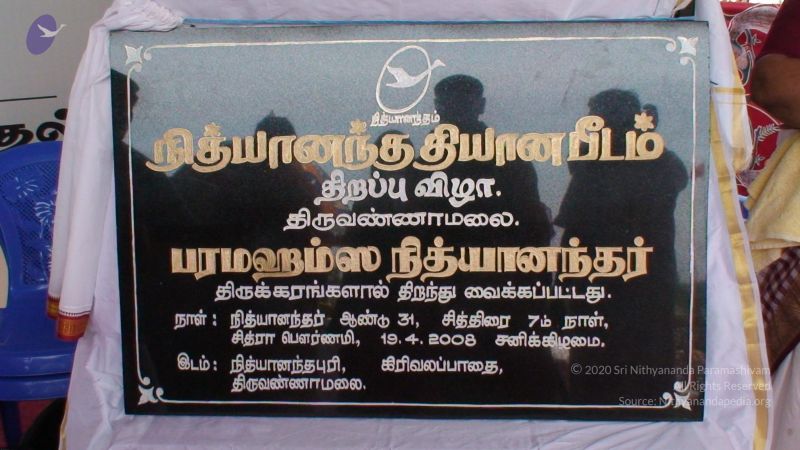 நித்யானந்தம்
நித்யானந்த தியானபீடம்
திறப்பு விழா.
திருவண்ணாமலை.
பரமஹம்ஸ நித்யானந்தர்
திருக்கரங்களால் திறந்து வைக்கப்பட்டது.
நாள் : நித்யானந்தர் ஆண்டு 31, சித்திரை 7ம் நாள்,
சித்ரா பௌர்ணமி, 19.4.2008 சனிக்கிழமை.
இடம் : நித்யானந்தபுரி, கிரிவலப்பாதை,
திருவண்ணாமலை.
© 2020 Sri Nithyananda Paramashivam
All Rights Reserved
Source: Nithyanandapedia.org